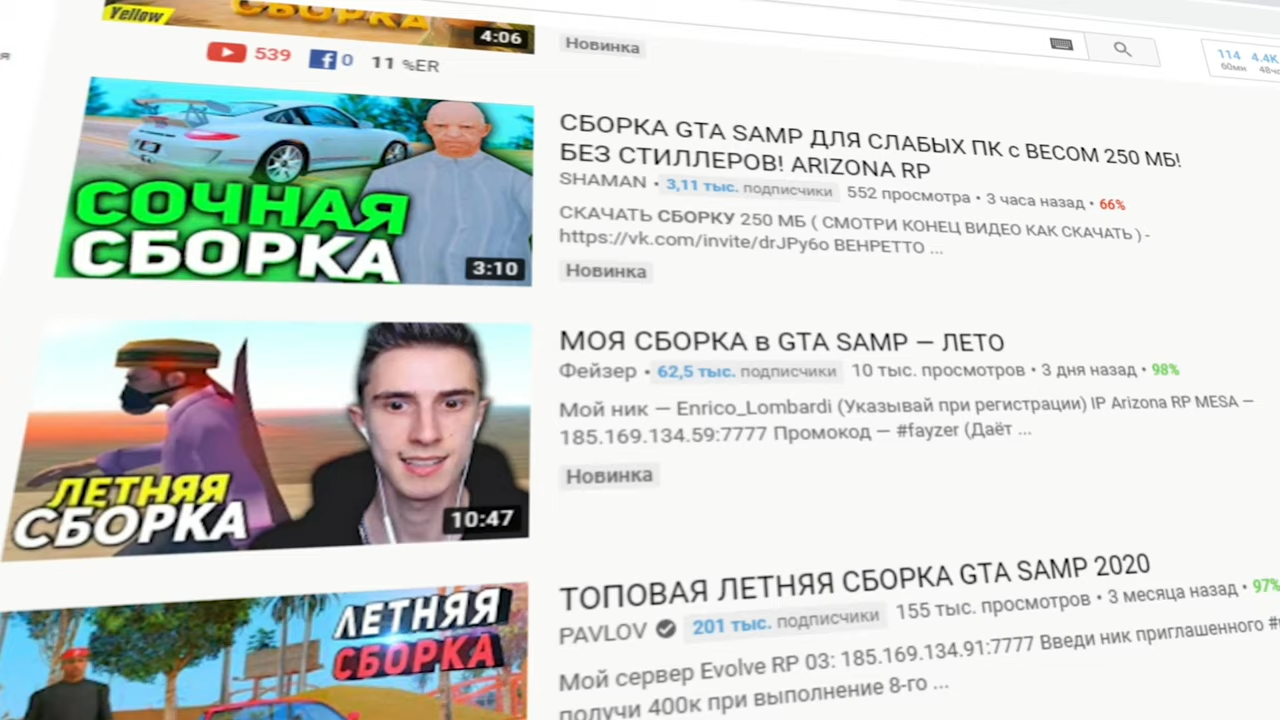 СБОРКА
Yellow
4:06
539 0 11 %ER
Новинка
114 4.4K
60мн
СОЧНАЯ
СБОРКА
3:10
СБОРКА GTA SAMP ДЛЯ СЛАБЫХ ПК с ВЕСОМ 250 МБ!
БЕЗ СТИЛЛЕРОВ! ARIZONA RP
SHAMAN • 3,11 тыс. подписчики 552 просмотра • 3 часа назад • 66%
СКАЧАТЬ СБОРКУ 250 МБ ( СМОТРИ КОНЕЦ ВИДЕО КАК СКАЧАТЬ ) -
https://vk.com/invite/drJPy6o ВЕНРЕТТО ...
Новинка
ЛЕТНЯЯ
СБОРКА
10:47
МОЯ СБОРКА в GTA SAMP — ЛЕТО
Фейзер • 62,5 тыс. подписчики 10 тыс. просмотров • 3 дня назад • 98%
Мой ник — Enrico_Lombardi (Указывай при регистрации) IP Arizona RP MESA —
185.169.134.59:7777 Промокод — #fayzer (Даёт ...
Новинка
ЛЕТНЯЯ
СБОРКА
ТОПОВАЯ ЛЕТНЯЯ СБОРКА GTA SAMP 2020
PAVLOV 201 тыс. подписчики 155 тыс. просмотров • 3 месяца назад • 97%
Мой сервер Evolve RP 03: 185.169.134.91:7777 Введи ник приглашенного
получи 400к при выполнение 8-го ...